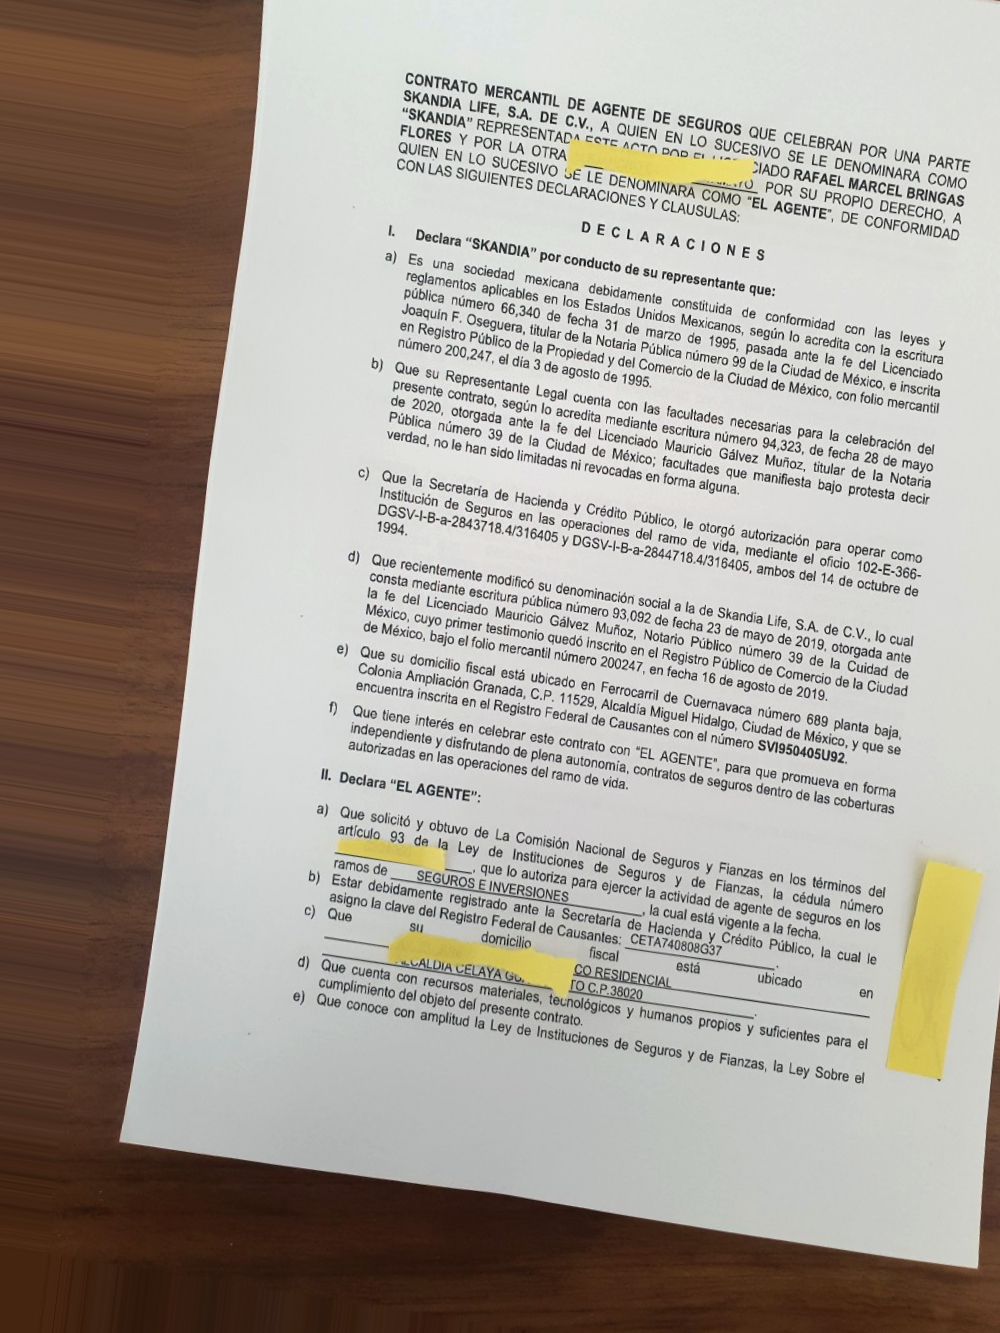 CONTRATO MERCANTIL DE AGENTE DE SEGUROS QUE CELEBRAN POR UNA PARTE
SKANDIA LIFE, S.A. DE C.V., A QUIEN EN LO SUCESIVO SE LE DENOMINARA COMO
“SKANDIA” REPRESENTADA ESTE ACTO POR EL LICENCIADO RAFAEL MARCEL BRINGAS
FLORES Y POR LA OTRA POR SU PROPIO DERECHO, A
QUIEN EN LO SUCESIVO SE LE DENOMINARÁ COMO “EL AGENTE”, DE CONFORMIDAD
CON LAS SIGUIENTES DECLARACIONES Y CLAUSULAS:
DECLARACIONES
I. Declara “SKANDIA” por conducto de su representante que:
a) Es una sociedad mexicana debidamente constituida de conformidad con las leyes y
reglamentos aplicables en los Estados Unidos Mexicanos, según lo acredita con la escritura
pública número 66,340 de fecha 31 de marzo de 1995, pasada ante la fe del Licenciado
Joaquín F. Oseguera, titular de la Notaria Pública número 99 de la Ciudad de México, e inscrita
en Registro Público de la Propiedad y del Comercio de la Ciudad de México, con folio mercantil
número 200,247, el día 3 de agosto de 1995.
b) Que su Representante Legal cuenta con las facultades necesarias para la celebración del
presente contrato, según lo acredita mediante escritura número 94,323, de fecha 28 de mayo
de 2020, otorgada ante la fe del Licenciado Mauricio Gálvez Muñoz, titular de la Notaría
Pública número 39 de la Ciudad de México; facultades que manifiesta bajo protesta decir
verdad, no le han sido limitadas ni revocadas en forma alguna.
c) Que la Secretaría de Hacienda y Crédito Público, le otorgó autorización para operar como
Institución de Seguros en las operaciones del ramo de vida, mediante el oficio 102-E-366-
DGSV-I-B-a-2843718.4/316405 y DGSV-I-B-a-2844718.4/316405, ambos del 14 de octubre de
1994.
d) Que recientemente modificó su denominación social a la de Skandia Life, S.A. de C.V., lo cual
consta mediante escritura pública número 93,092 de fecha 23 de mayo de 2019, otorgada ante
la fe del Licenciado Mauricio Gálvez Muñoz, Notario Público número 39 de la Cuidad de
México, cuyo primer testimonio quedó inscrito en el Registro Público de Comercio de la Ciudad
de México, bajo el folio mercantil número 200247, en fecha 16 de agosto de 2019.
e) Que su domicilio fiscal está ubicado en Ferrocarril de Cuernavaca número 689 planta baja,
Colonia Ampliación Granada, C.P. 11529, Alcaldía Miguel Hidalgo, Ciudad de México, y que se
encuentra inscrita en el Registro Federal de Causantes con el número SVI950405U92.
f) Que tiene interés en celebrar este contrato con “EL AGENTE”, para que promueva en forma
independiente y disfrutando de plena autonomía, contratos de seguros dentro de las coberturas
autorizadas en las operaciones del ramo de vida.
II. Declara “EL AGENTE”:
a) Que solicitó y obtuvo de La Comisión Nacional de Seguros y Fianzas en los términos del
artículo 93 de la Ley de Instituciones de Seguros y de Fianzas, la cédula número
, que lo autoriza para ejercer la actividad de agente de seguros en los
ramos de SEGUROS E INVERSIONES, la cual está vigente a la fecha.
b) Estar debidamente registrado ante la Secretaría de Hacienda y Crédito Público, la cual le
asigno la clave del Registro Federal de Causantes: CETA740808G37.
c) Que su domicilio fiscal está ubicado en
CO RESIDENCIAL
ALCALDIA CELAYA TO C.P.38020.
d) Que cuenta con recursos materiales, tecnológicos y humanos propios y suficientes para el
cumplimiento del objeto del presente contrato.
e) Que conoce con amplitud la Ley de Instituciones de Seguros y de Fianzas, la Ley Sobre el